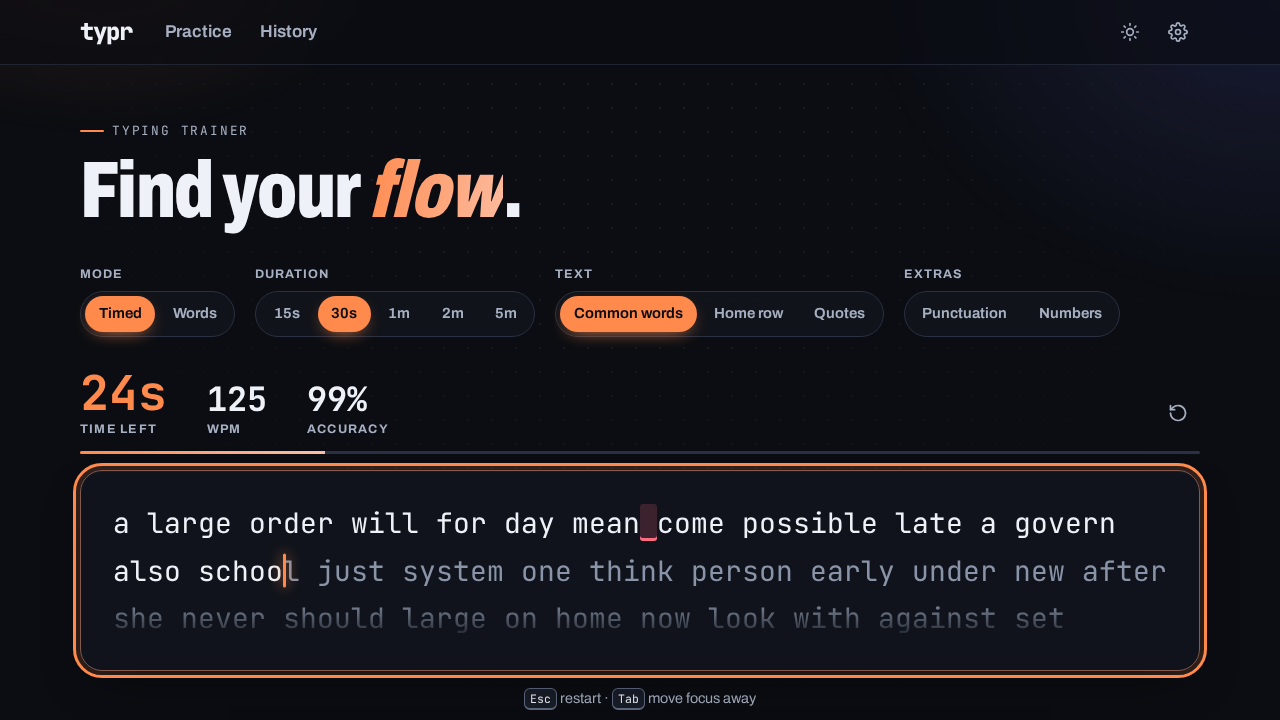 typr Practice History
TYPING TRAINER
Find your flow.
MODE DURATION TEXT EXTRAS
Timed Words 15s 30s 1m 2m 5m Common words Home row Quotes Punctuation Numbers
24s 125 99%
TIME LEFT WPM ACCURACY
a large order will for day mean come possible late a govern
also school just system one think person early under new after
she never should large on home now look with against set
Esc restart · Tab move focus away